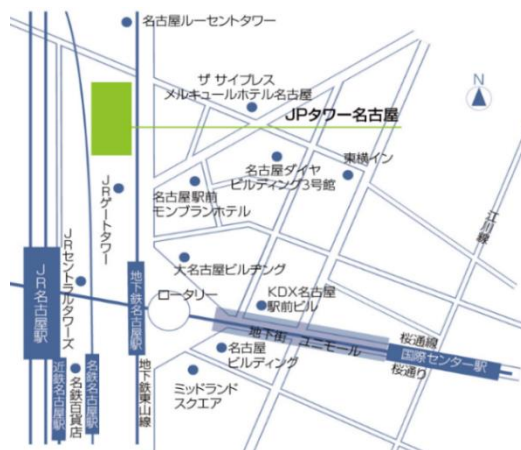 名古屋ルーセントタワー
ザ サイプレス
メルキュールホテル名古屋
N
JPタワー名古屋
名古屋ダイヤ
ビルディング3号館
東横イン
名古屋駅前
モンブランホテル
JRゲートタワー
江川線
大名古屋ビルヂング
JRセントラルタワーズ
JR名古屋駅
地下鉄名古屋駅
ロータリー
KDX名古屋
駅前ビル
地下街 ユニモール
桜通線
国際センター駅
桜通り
名古屋
ビルディング
ミッドランド
スクエア
近鉄名古屋駅
名鉄百貨店
名鉄名古屋駅
地下鉄東山線